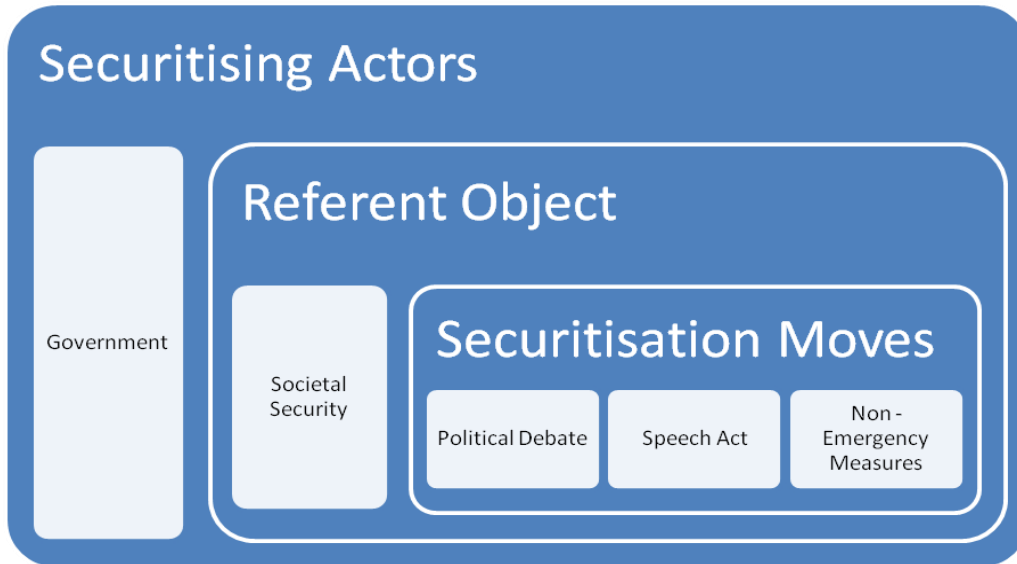 Securitising Actors
Government
Referent Object
Societal
Security
Securitisation Moves
Political Debate
Speech Act
Non -
Emergency
Measures